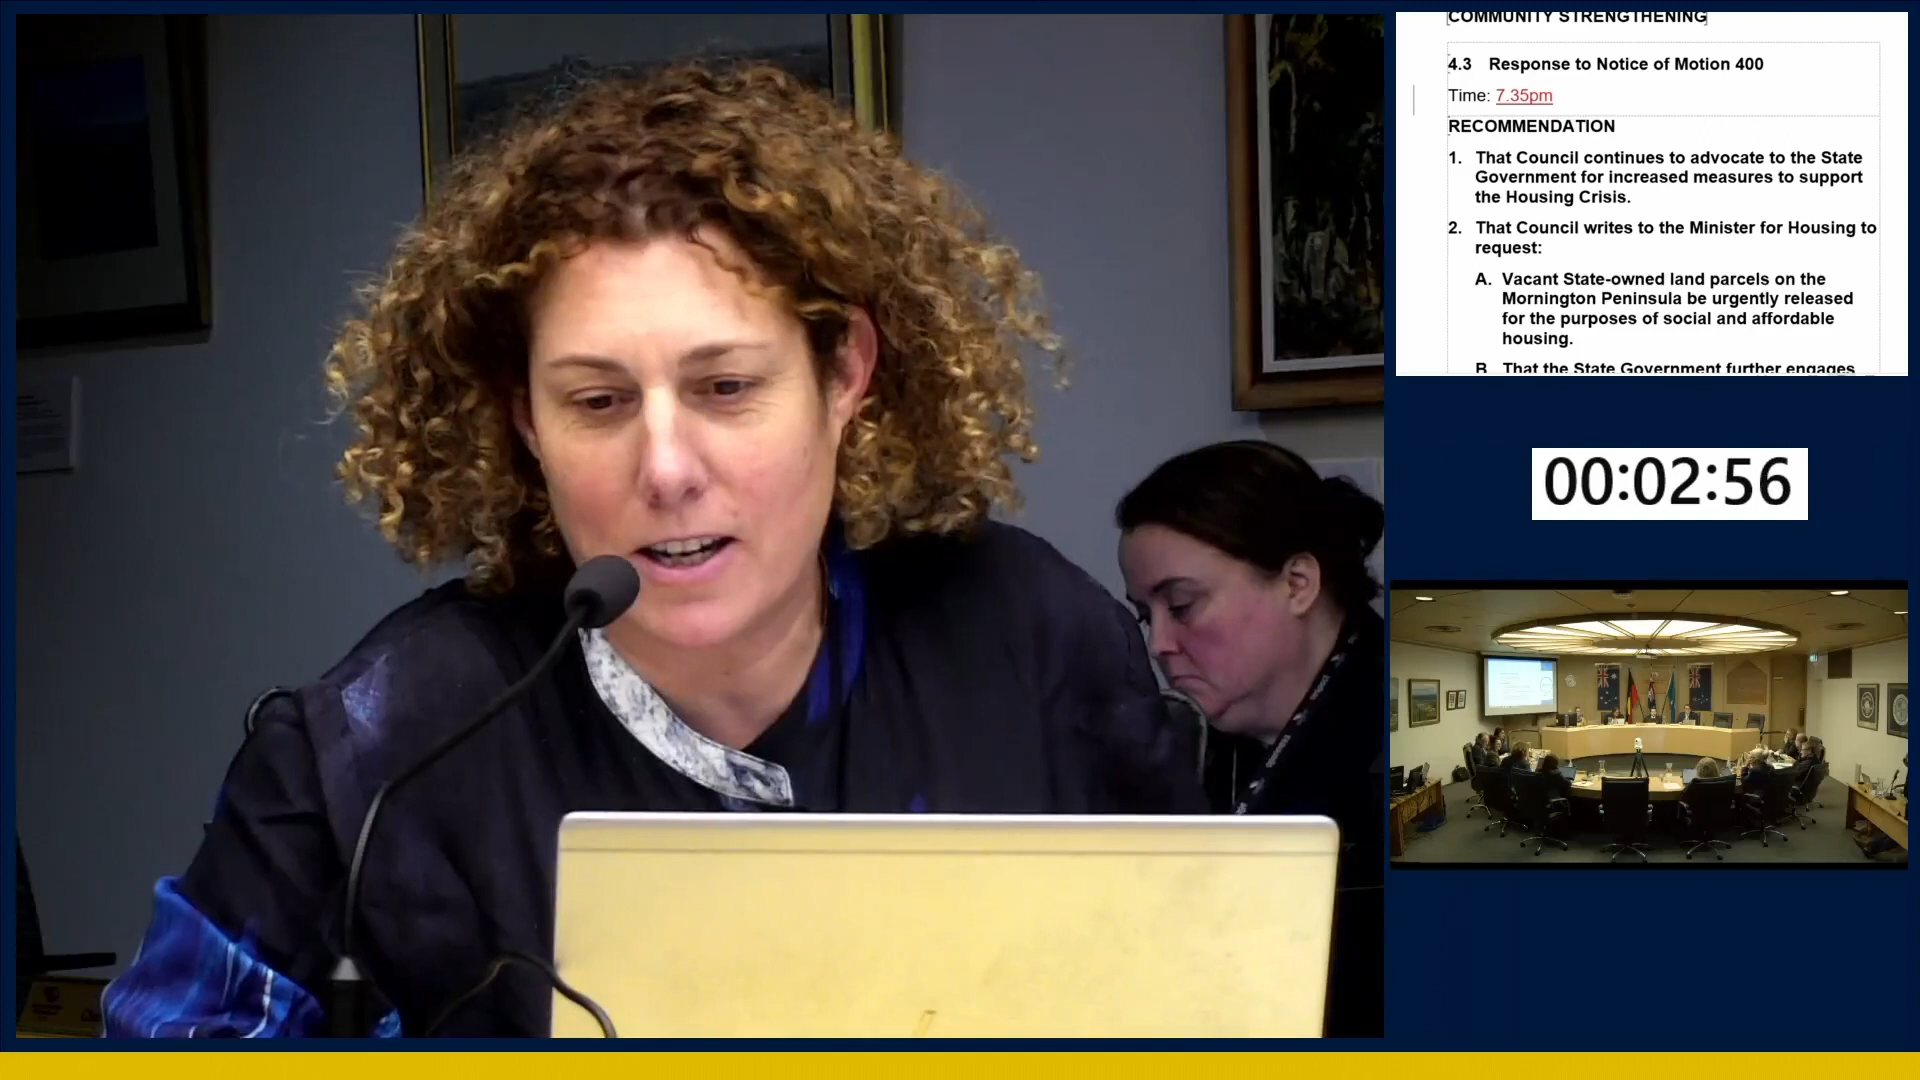 COMMUNITY STRENGTHENING
4.3 Response to Notice of Motion 400
Time: 7.35pm
RECOMMENDATION
1. That Council continues to advocate to the State
Government for increased measures to support
the Housing Crisis.
2. That Council writes to the Minister for Housing to
request:
A. Vacant State-owned land parcels on the
Mornington Peninsula be urgently released
for the purposes of social and affordable
housing.
B. That the State Government further engages
00:02:56